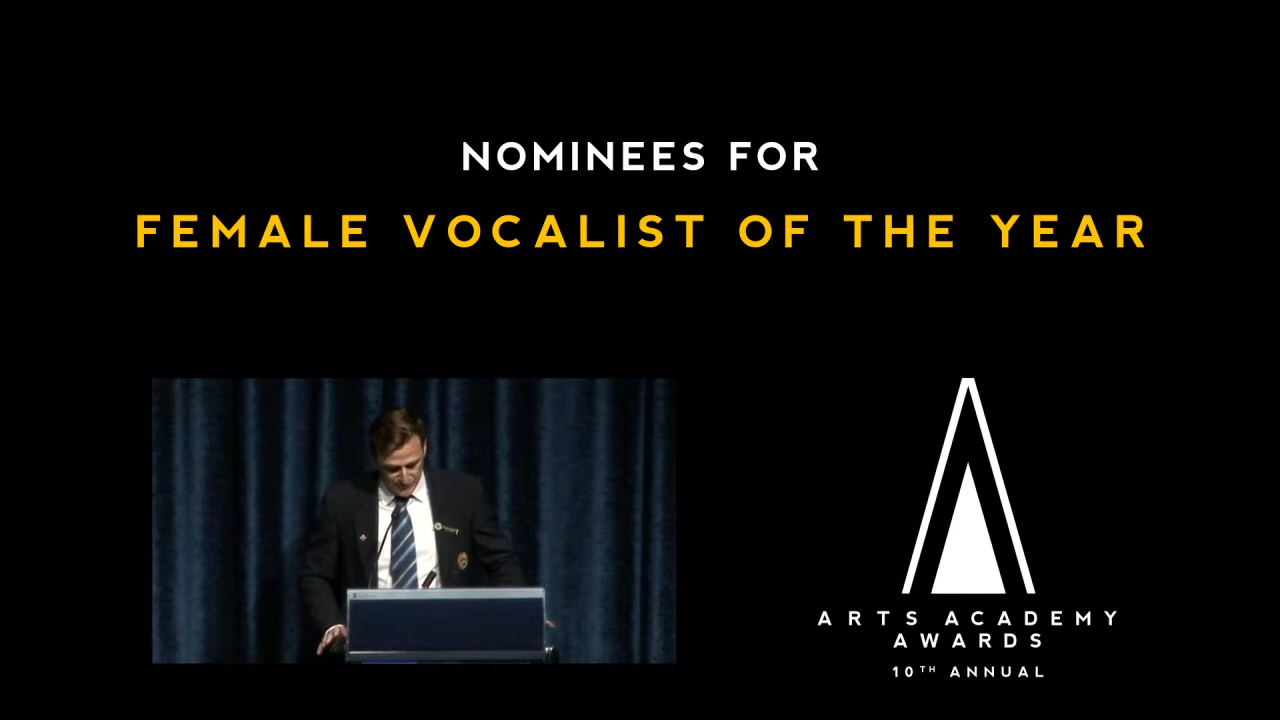 NOMINEES FOR
FEMALE VOCALIST OF THE YEAR
ARTS ACADEMY
AWARDS
10TH ANNUAL